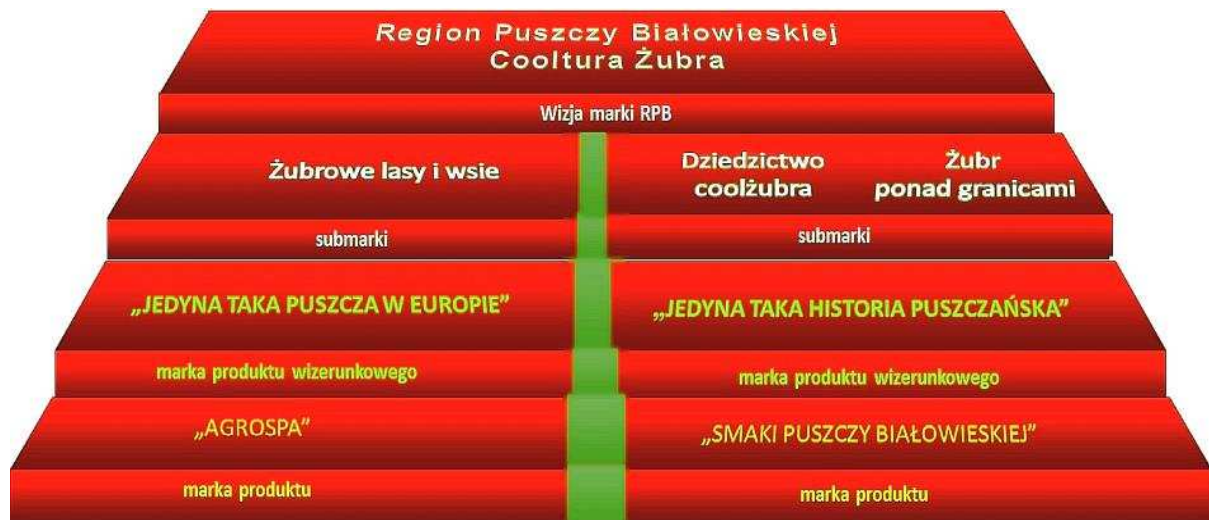 Region Puszczy Białowieskiej
Cooltura Żubra
Wizja marki RPB
Żubrowe lasy i wsie
Dziedzictwo
coolżubra
Żubr
ponad granicami
submarki
submarki
„JEDYNA TAKA PUSZCZA W EUROPIE”
„JEDYNA TAKA HISTORIA PUSZCZAŃSKA”
marka produktu wizerunkowego
marka produktu wizerunkowego
„AGROSPA”
„SMAKI PUSZCZY BIAŁOWIESKIEJ”
marka produktu
marka produktu